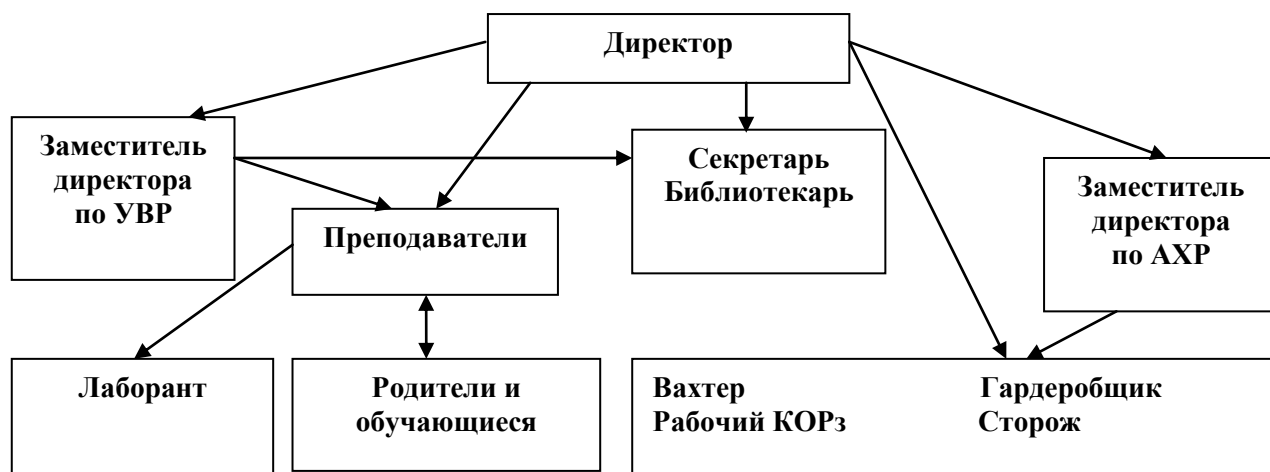 Директор
Заместитель
директора
по УВР
Секретарь
Библиотекарь
Заместитель
директора
по АХР
Преподаватели
Лаборант
Родители и
обучающиеся
Вахтер Гардеробщик
Рабочий КОРз Сторож